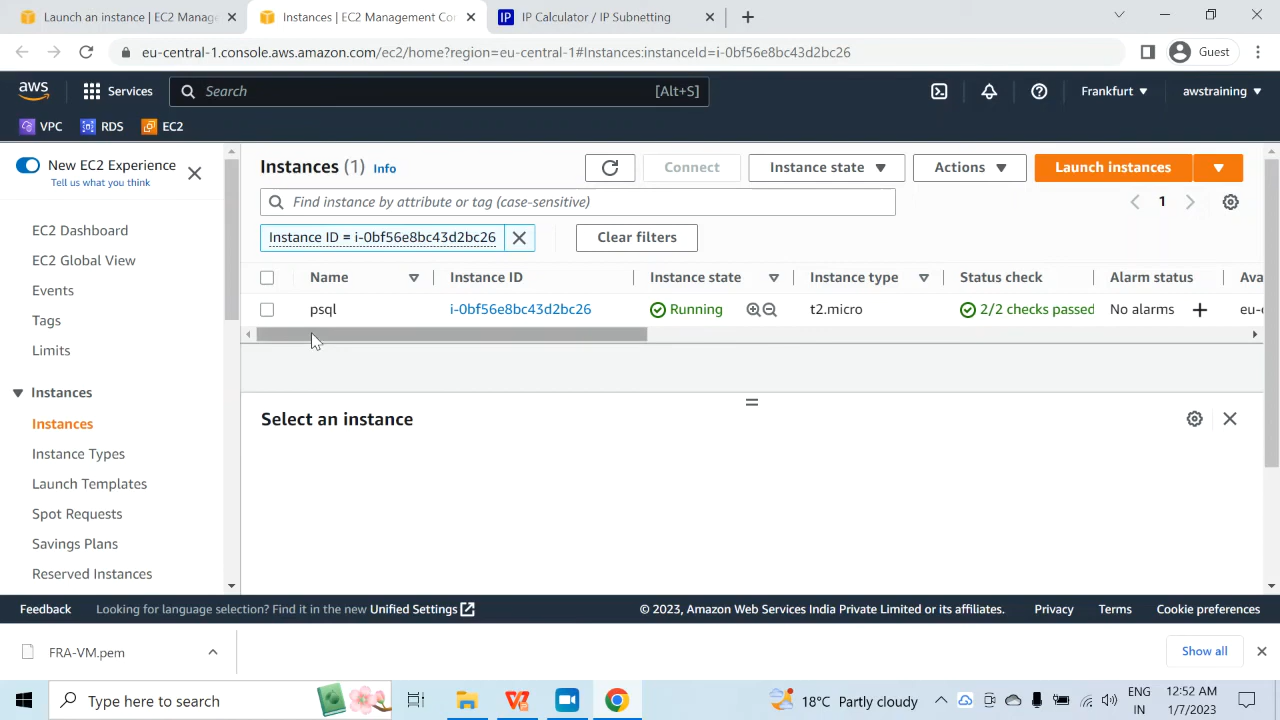 Launch an instance | EC2 Manage
Instances | EC2 Management Con
IP Calculator / IP Subnetting
eu-central-1.console.aws.amazon.com/ec2/home?region=eu-central-1#Instances:instanceId=i-0bf56e8bc43d2bc26
Guest
aws
Services
Search
[Alt+S]
Frankfurt
awstraining
VPC
RDS
EC2
New EC2 Experience
Tell us what you think
EC2 Dashboard
EC2 Global View
Events
Tags
Limits
Instances
Instances
Instance Types
Launch Templates
Spot Requests
Savings Plans
Reserved Instances
Instances (1) Info
Connect
Instance state
Actions
Launch instances
Find instance by attribute or tag (case-sensitive)
1
Instance ID = i-0bf56e8bc43d2bc26
Clear filters
Name Instance ID Instance state Instance type Status check Alarm status Ava
psql i-0bf56e8bc43d2bc26 Running t2.micro 2/2 checks passed No alarms eu-c
Select an instance
Feedback
Looking for language selection? Find it in the new Unified Settings
© 2023, Amazon Web Services India Private Limited or its affiliates.
Privacy
Terms
Cookie preferences
FRA-VM.pem
Show all
Type here to search
18°C Partly cloudy
ENG
IN
12:52 AM
1/7/2023